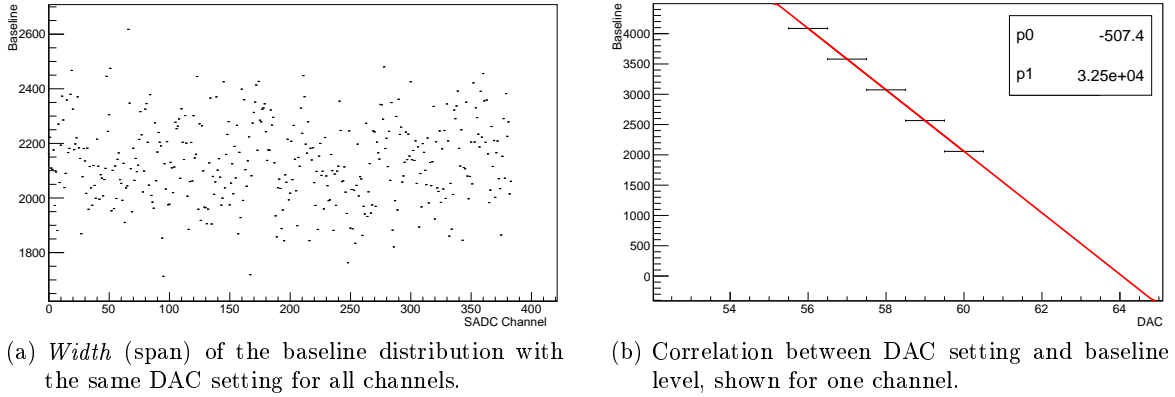 Baseline
2600
2400
2200
2000
1800
0 50 100 150 200 250 300 350 400
SADC Channel
(a) Width (span) of the baseline distribution with
the same DAC setting for all channels.
Baseline
4000
3500
3000
2500
2000
1500
1000
500
0
54 56 58 60 62 64
DAC
p0 -507.4
p1 3.25e+04
(b) Correlation between DAC setting and baseline
level, shown for one channel.